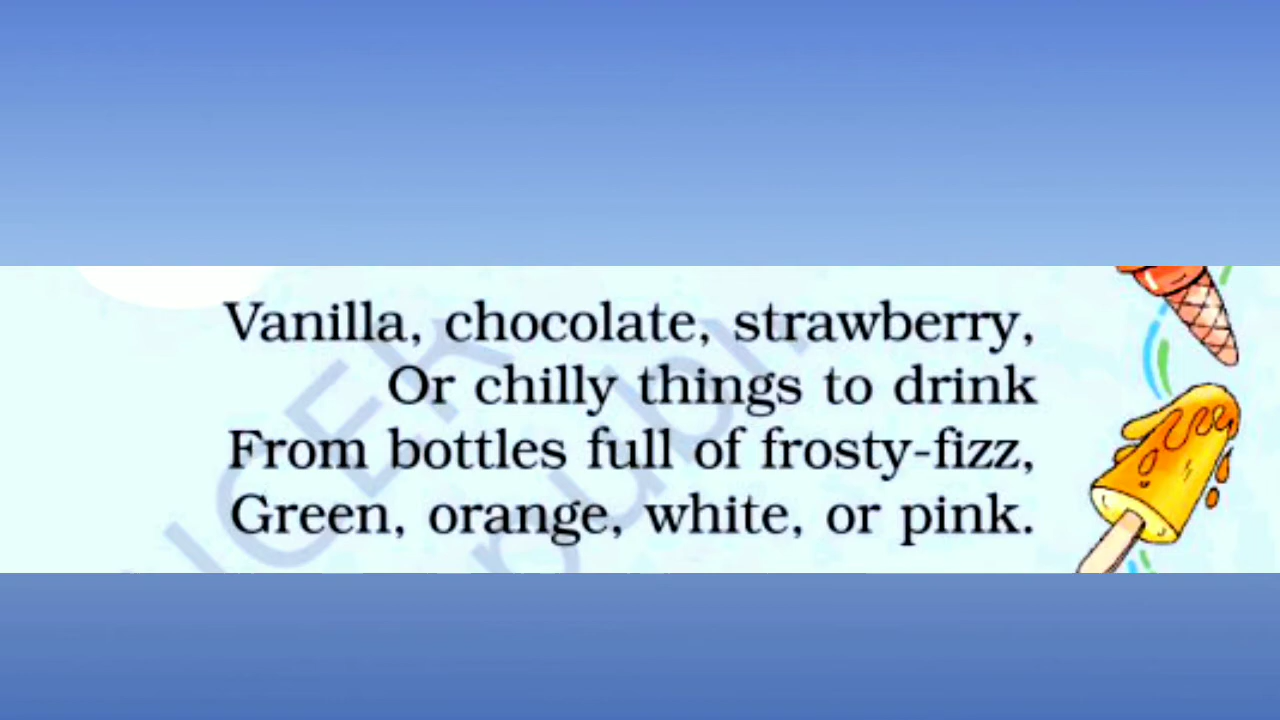 Vanilla, chocolate, strawberry,
Or chilly things to drink
From bottles full of frosty-fizz,
Green, orange, white, or pink.